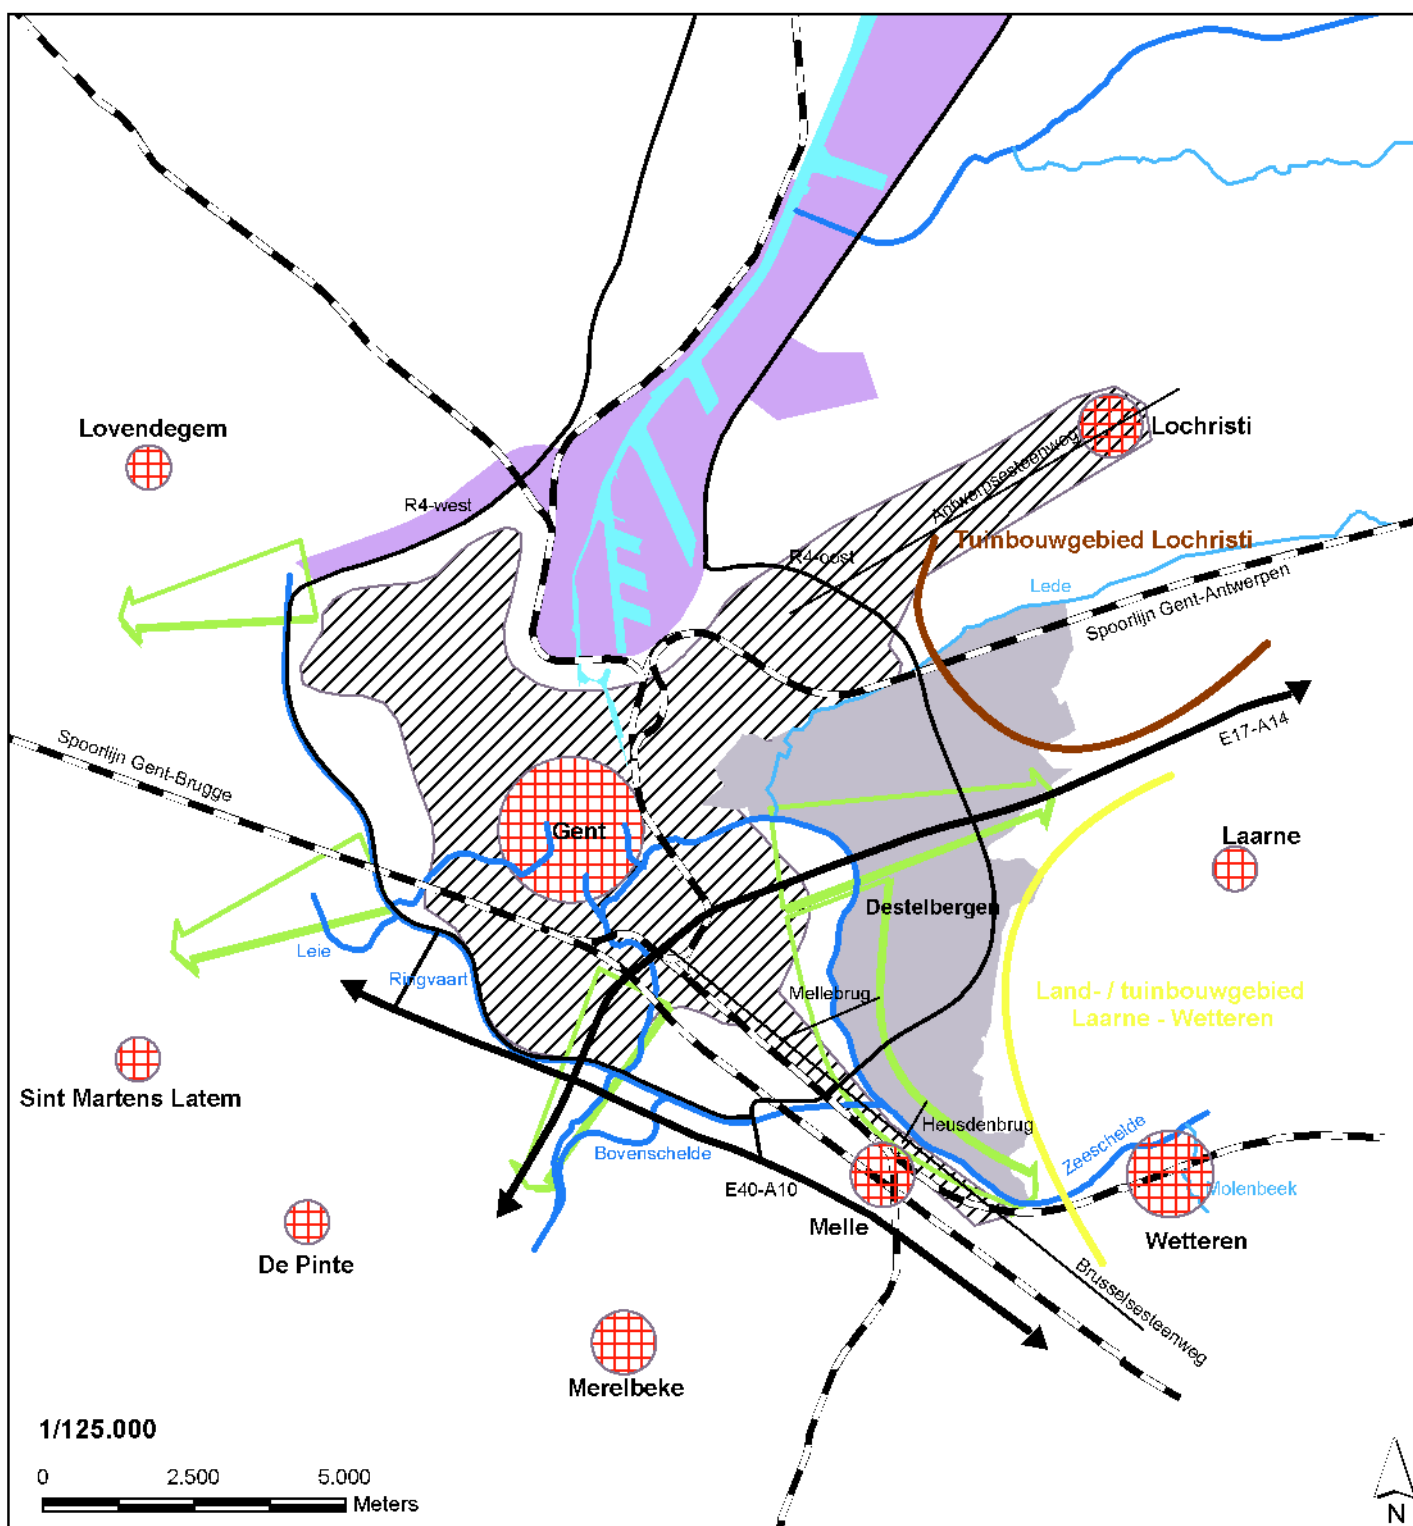 Lovendegem
Lochristi
Antwerpsesteenweg
R4-west
Tuinbouwgebied Lochristi
R4-oost
Lede
Spoorlijn Gent-Antwerpen
E17-A14
Spoorlijn Gent-Brugge
Gent
Laarne
Destelbergen
Leie
Ringvaart
Mellebrug
Land- / tuinbouwgebied
Laarne - Wetteren
Sint Martens Latem
Heusdenbrug
Zeeschelde
Bovenschelde
E40-A10
Molenbeek
Melle
Wetteren
De Pinte
Brusselsesteenweg
Merelbeke
1/125.000
0 2.500 5.000
Meters
N